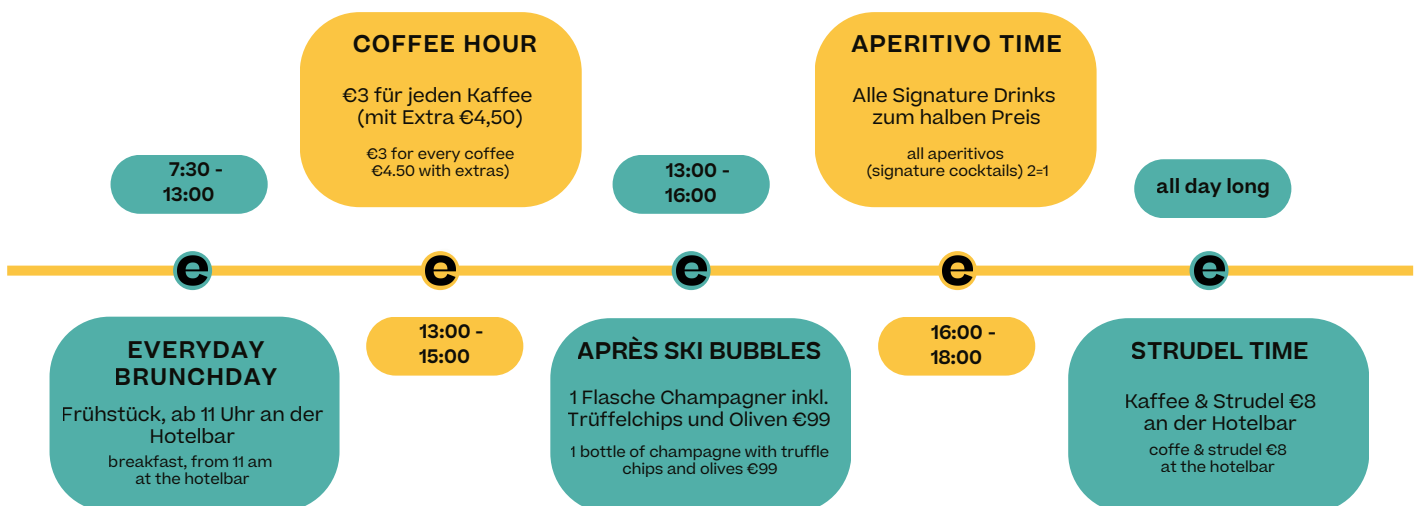 COFFEE HOUR
€3 für jeden Kaffee
(mit Extra €4,50)
€3 for every coffee
€4.50 with extras)
APERITIVO TIME
Alle Signature Drinks
zum halben Preis
all aperitivos
(signature cocktails) 2=1
7:30 -
13:00
13:00 -
16:00
all day long
e
e
e
e
e
EVERYDAY
BRUNCHDAY
Frühstück, ab 11 Uhr an der
Hotelbar
breakfast, from 11 am
at the hotelbar
13:00 -
15:00
APRÈS SKI BUBBLES
1 Flasche Champagner inkl.
Trüffelchips und Oliven €99
1 bottle of champagne with truffle
chips and olives €99
16:00 -
18:00
STRUDEL TIME
Kaffee & Strudel €8
an der Hotelbar
coffe & strudel €8
at the hotelbar